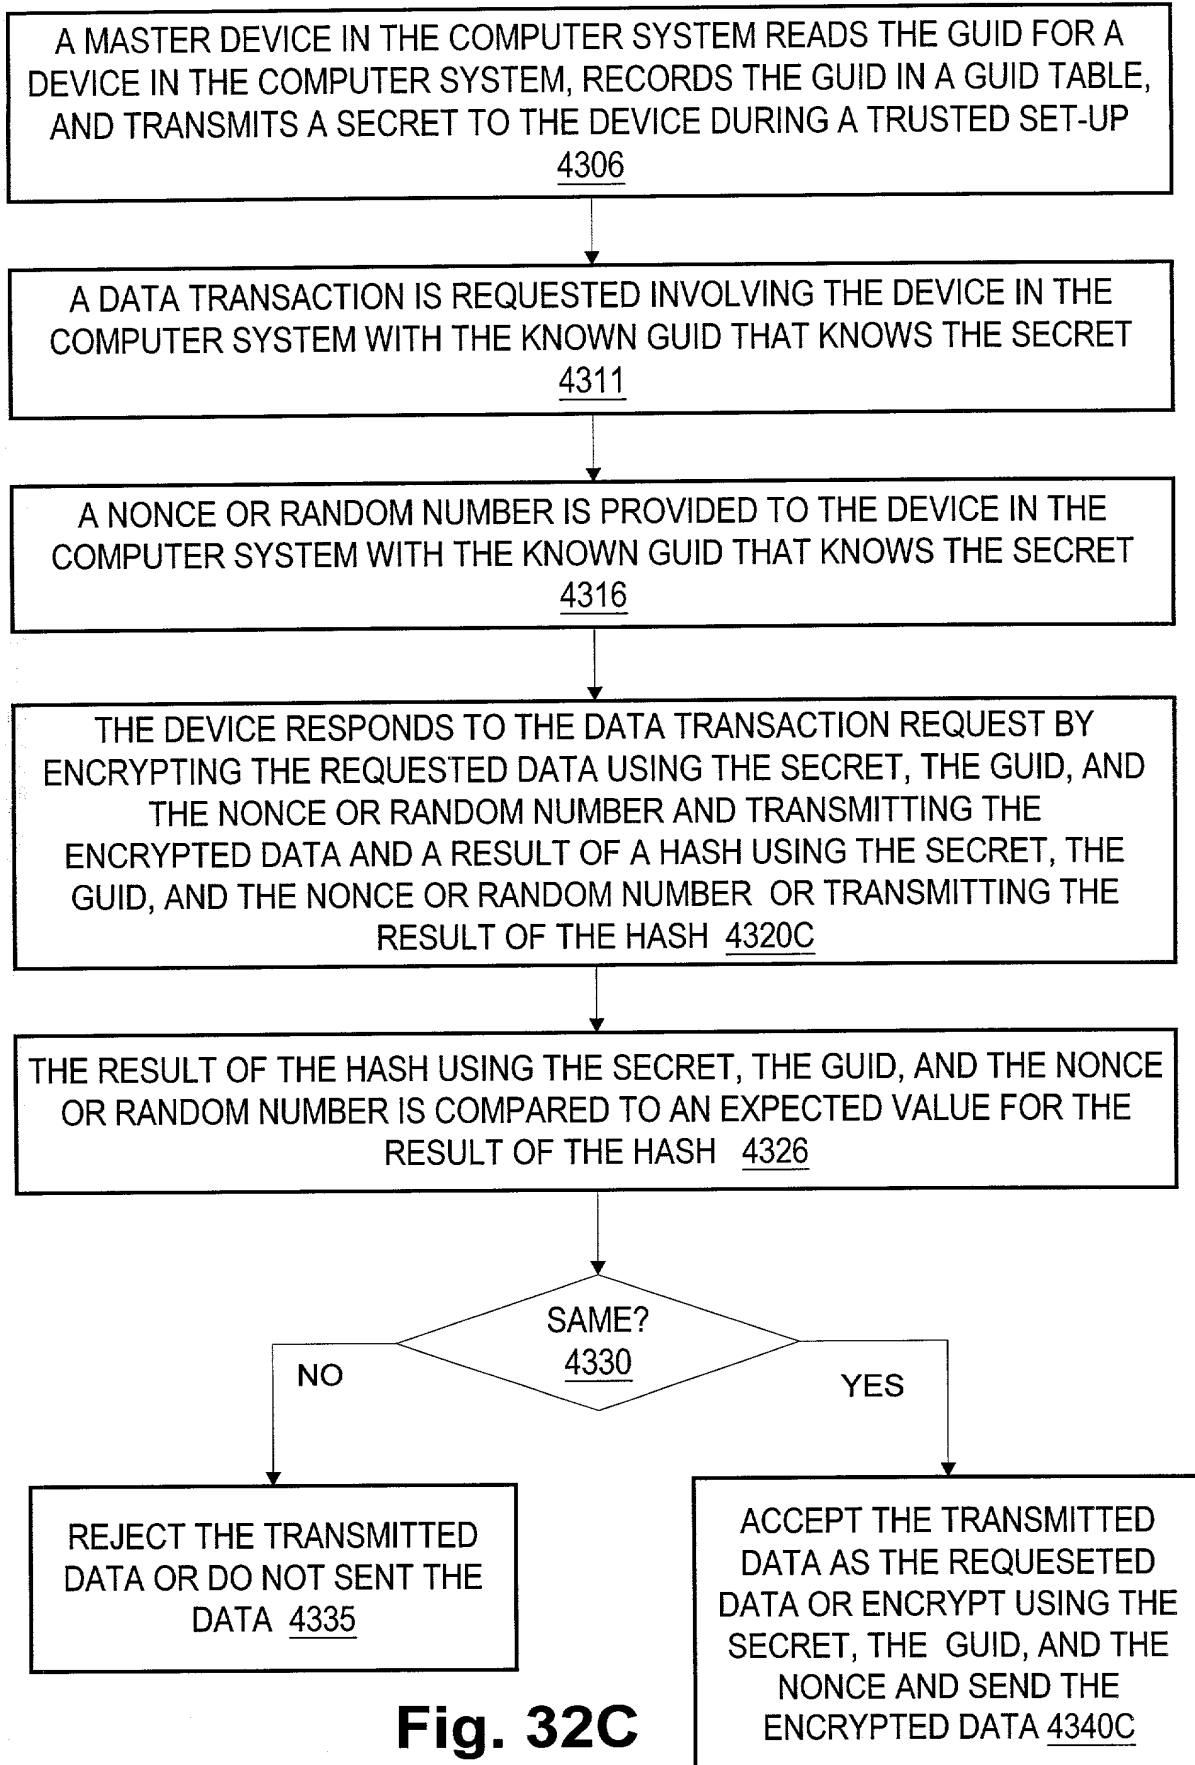 A MASTER DEVICE IN THE COMPUTER SYSTEM READS THE GUID FOR A
DEVICE IN THE COMPUTER SYSTEM, RECORDS THE GUID IN A GUID TABLE,
AND TRANSMITS A SECRET TO THE DEVICE DURING A TRUSTED SET-UP
4306
A DATA TRANSACTION IS REQUESTED INVOLVING THE DEVICE IN THE
COMPUTER SYSTEM WITH THE KNOWN GUID THAT KNOWS THE SECRET
4311
A NONCE OR RANDOM NUMBER IS PROVIDED TO THE DEVICE IN THE
COMPUTER SYSTEM WITH THE KNOWN GUID THAT KNOWS THE SECRET
4316
THE DEVICE RESPONDS TO THE DATA TRANSACTION REQUEST BY
ENCRYPTING THE REQUESTED DATA USING THE SECRET, THE GUID, AND
THE NONCE OR RANDOM NUMBER AND TRANSMITTING THE
ENCRYPTED DATA AND A RESULT OF A HASH USING THE SECRET, THE
GUID, AND THE NONCE OR RANDOM NUMBER OR TRANSMITTING THE
RESULT OF THE HASH 4320C
THE RESULT OF THE HASH USING THE SECRET, THE GUID, AND THE NONCE
OR RANDOM NUMBER IS COMPARED TO AN EXPECTED VALUE FOR THE
RESULT OF THE HASH 4326
SAME?
4330
NO
YES
REJECT THE TRANSMITTED
DATA OR DO NOT SENT THE
DATA 4335
ACCEPT THE TRANSMITTED
DATA AS THE REQUESETED
DATA OR ENCRYPT USING THE
SECRET, THE GUID, AND THE
NONCE AND SEND THE
ENCRYPTED DATA 4340C
Fig. 32C